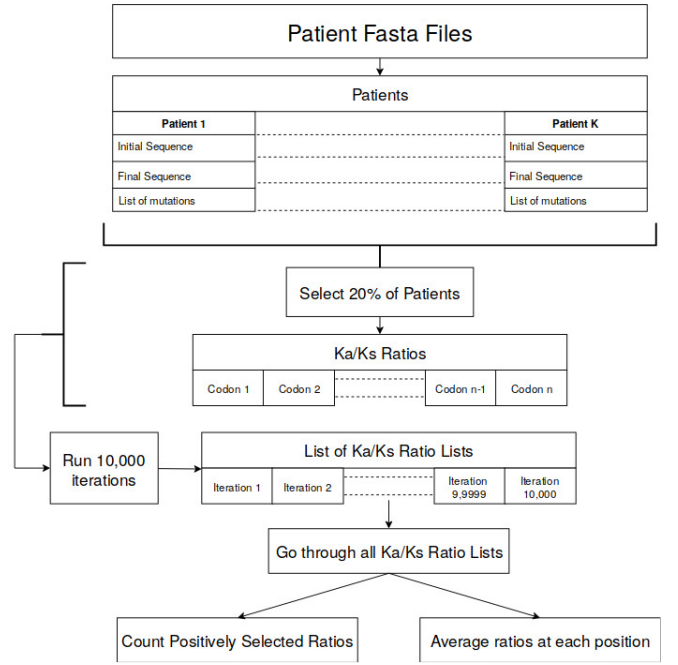 Patient Fasta Files
Patients
Patient 1
Patient K
Initial Sequence
Initial Sequence
Final Sequence
Final Sequence
List of mutations
List of mutations
Select 20% of Patients
Ka/Ks Ratios
Codon 1
Codon 2
Codon n-1
Codon n
Run 10,000
iterations
List of Ka/Ks Ratio Lists
Iteration 1
Iteration 2
Iteration
9,9999
Iteration
10,000
Go through all Ka/Ks Ratio Lists
Count Positively Selected Ratios
Average ratios at each position